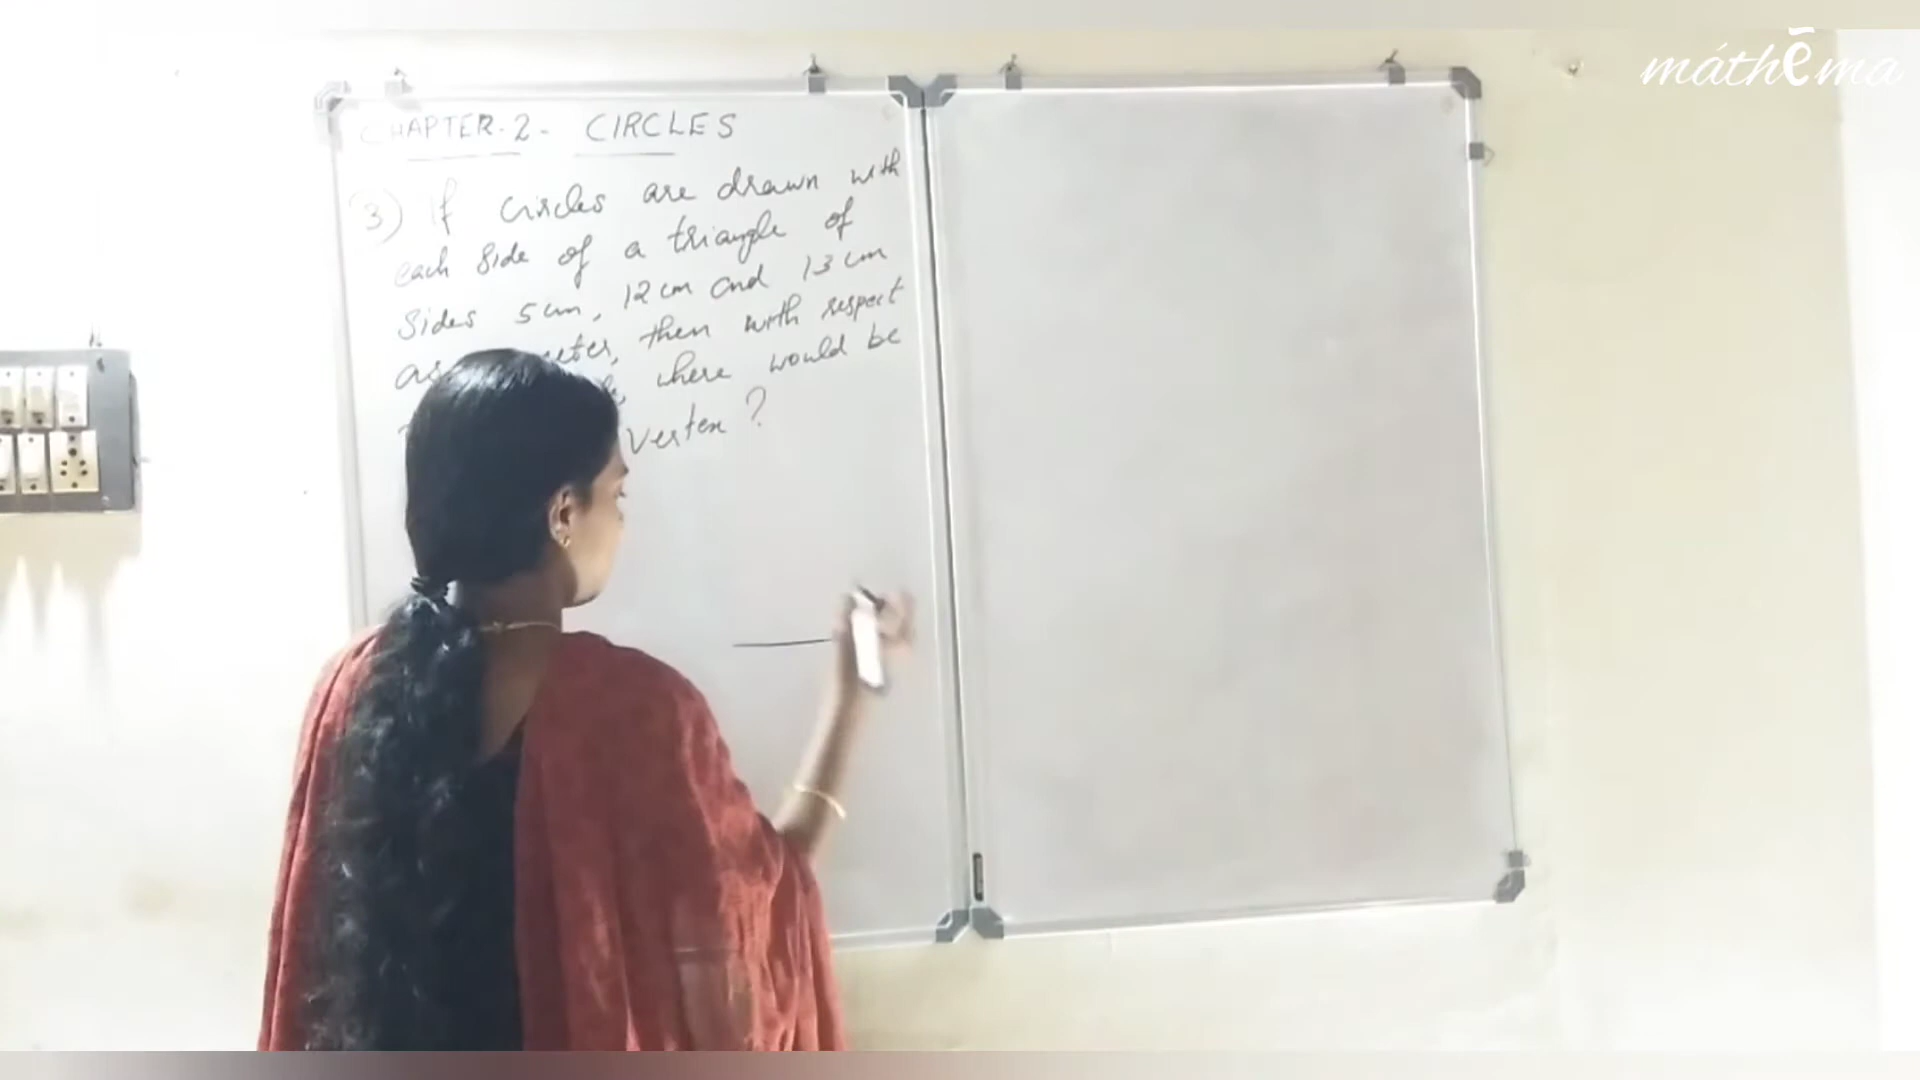 máthēma
CHAPTER-2 - CIRCLES
3) If circles are drawn with
each side of a triangle of
sides 5cm, 12cm and 13cm
as then with respect
where would be
vertex ?